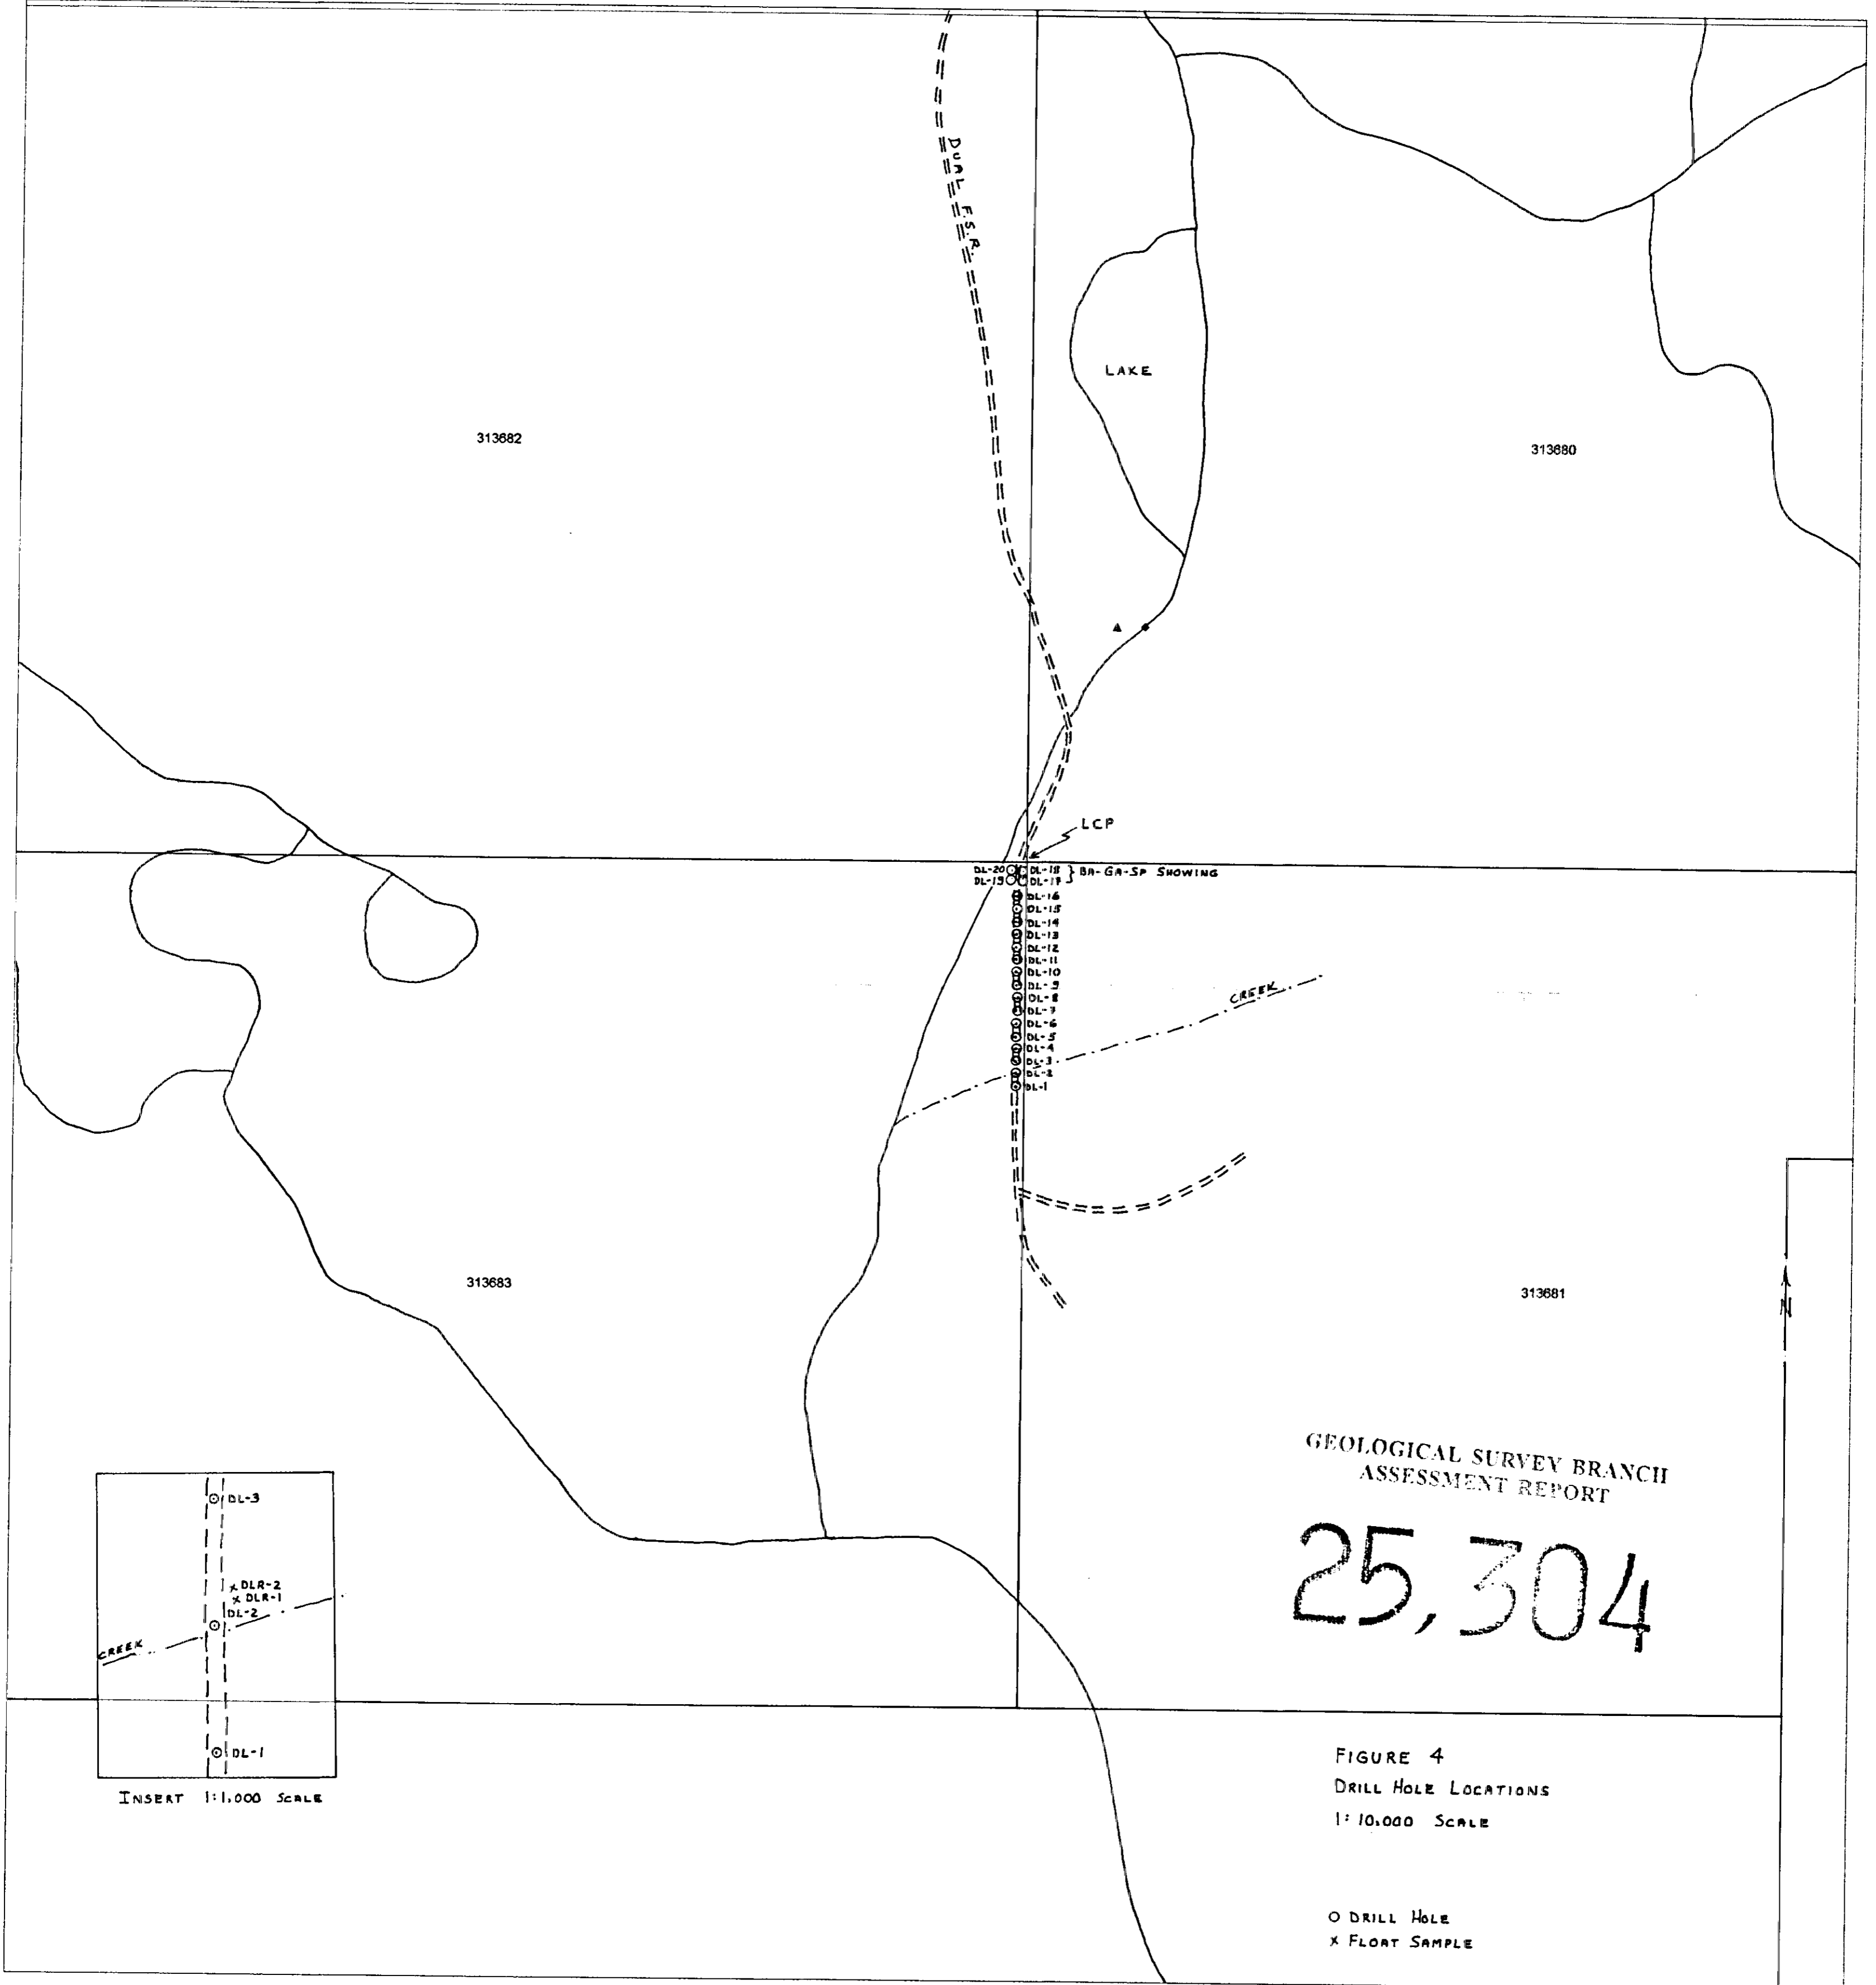 DUAL F.S.R.
LAKE
313682
313680
LCP
DL-20 DL-18 } BA-GA-SP SHOWING
DL-19 DL-17
DL-16
DL-15
DL-14
DL-13
DL-12
DL-11
DL-10
DL-9
DL-8
DL-7
DL-6
DL-5
DL-4
DL-3
DL-2
DL-1
CREEK
313683
313681
N
GEOLOGICAL SURVEY BRANCH
ASSESSMENT REPORT
25,304
DL-3
x DLR-2
x DLR-1
DL-2
CREEK
DL-1
INSERT 1:1,000 SCALE
FIGURE 4
DRILL HOLE LOCATIONS
1:10,000 SCALE
O DRILL HOLE
x FLOAT SAMPLE